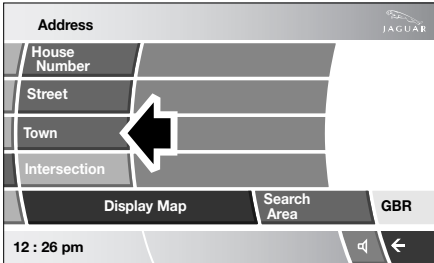 Address
JAGUAR
House
Number
Street
Town
Intersection
Display Map
Search
Area
GBR
12 : 26 pm